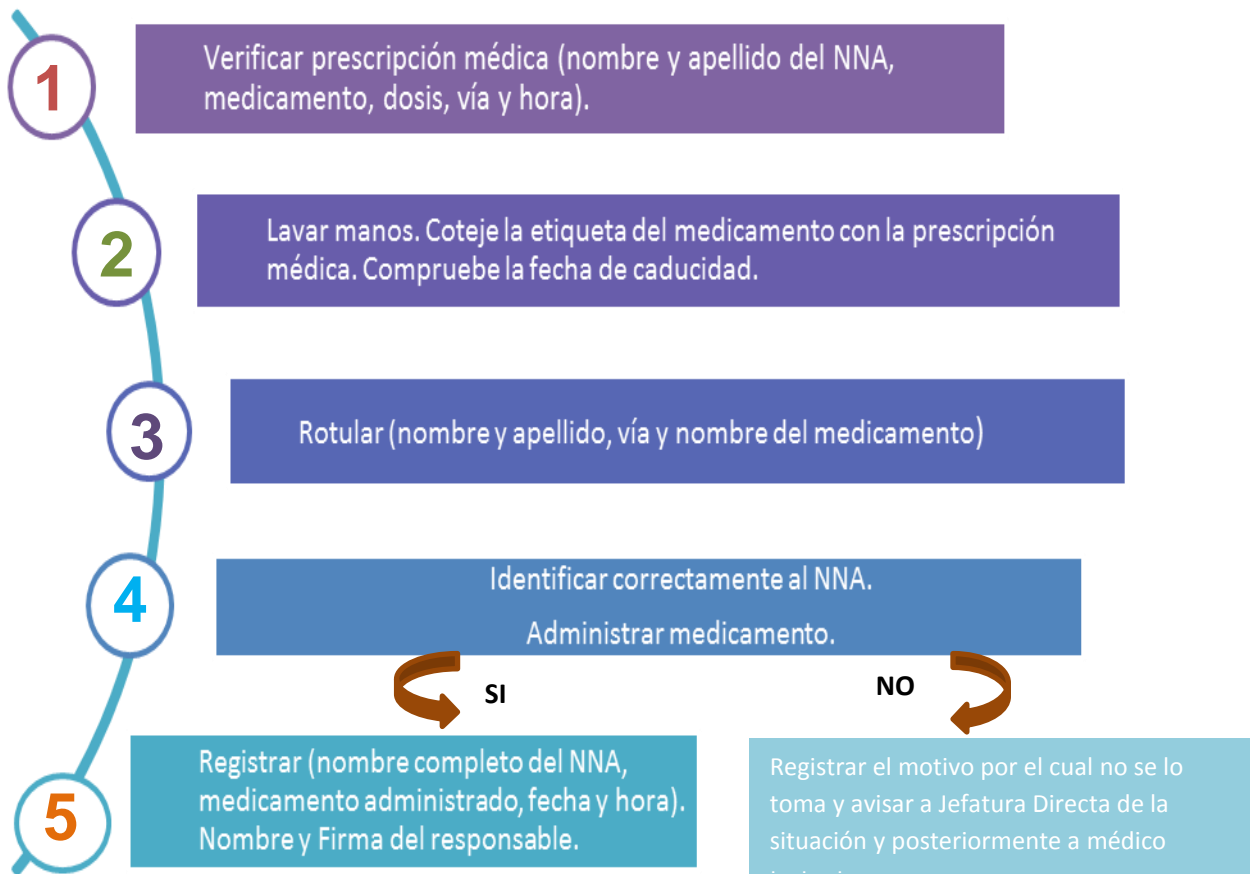 1
Verificar prescripción médica (nombre y apellido del NNA,
medicamento, dosis, vía y hora).
2
Lavar manos. Coteje la etiqueta del medicamento con la prescripción
médica. Compruebe la fecha de caducidad.
3
Rotular (nombre y apellido, vía y nombre del medicamento)
4
Identificar correctamente al NNA.
Administrar medicamento.
SI
NO
5
Registrar (nombre completo del NNA,
medicamento administrado, fecha y hora).
Nombre y Firma del responsable.
Registrar el motivo por el cual no se lo
toma y avisar a Jefatura Directa de la
situación y posteriormente a médico